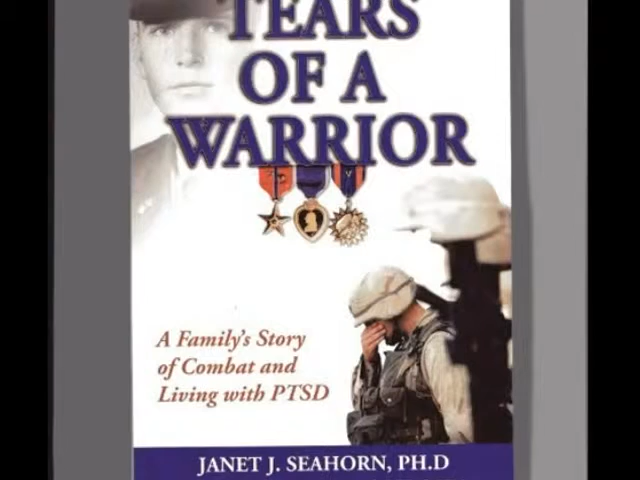 TEARS
OF A
WARRIOR
A Family's Story
of Combat and
Living with PTSD
JANET J. SEAHORN, PH.D